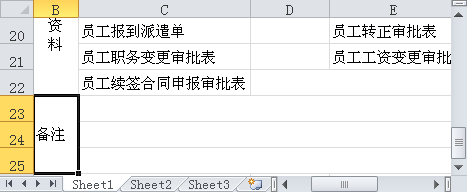 B C D E
资
20 员工报到派遣单 员工转正审批表
料
21 员工职务变更审批表 员工工资变更审批
22 员工续签合同申报审批表
23
24 备注
25
Sheet1 Sheet2 Sheet3